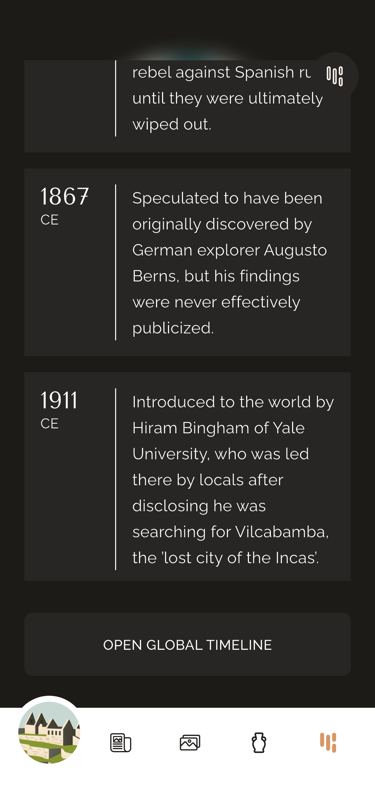 rebel against Spanish
until they were ultimately
wiped out.
1867
CE
Speculated to have been
originally discovered by
German explorer Augusto
Berns, but his findings
were never effectively
publicized.
1911
CE
Introduced to the world by
Hiram Bingham of Yale
University, who was led
there by locals after
disclosing he was
searching for Vilcabamba,
the 'lost city of the Incas'.
OPEN GLOBAL TIMELINE